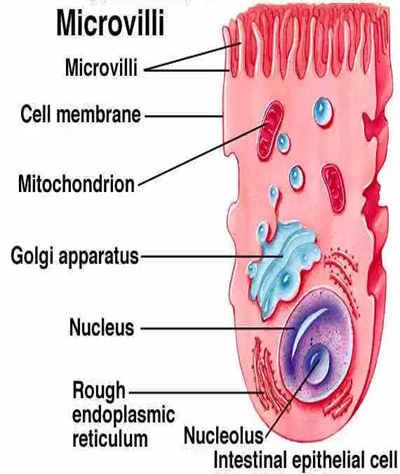 Microvilli
Microvilli
Cell membrane
Mitochondrion
Golgi apparatus
Nucleus
Rough
endoplasmic
reticulum
Nucleolus
Intestinal epithelial cell